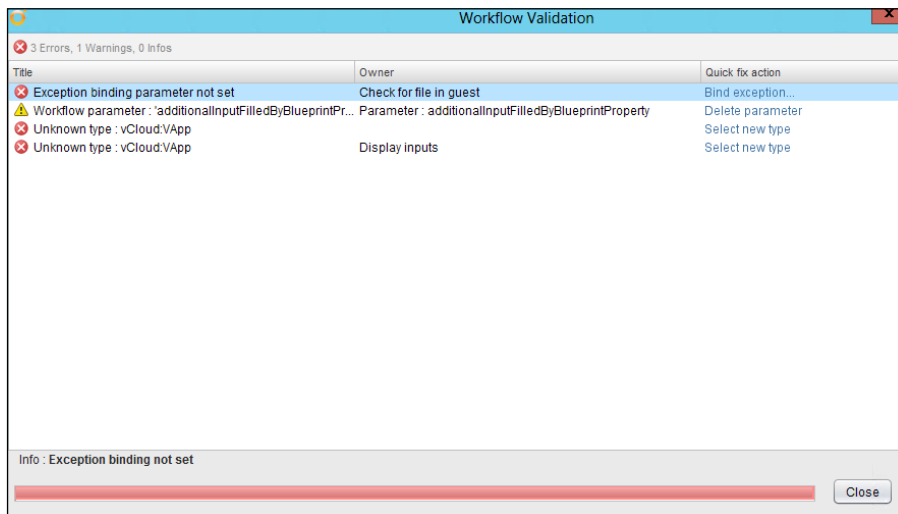 Workflow Validation
X
3 Errors, 1 Warnings, 0 Infos
Title Owner Quick fix action
Exception binding parameter not set Check for file in guest Bind exception...
Workflow parameter : 'additionalInputFilledByBlueprintPr... Parameter : additionalInputFilledByBlueprintProperty Delete parameter
Unknown type : vCloud:VApp Select new type
Unknown type : vCloud:VApp Display inputs Select new type
Info : Exception binding not set
Close